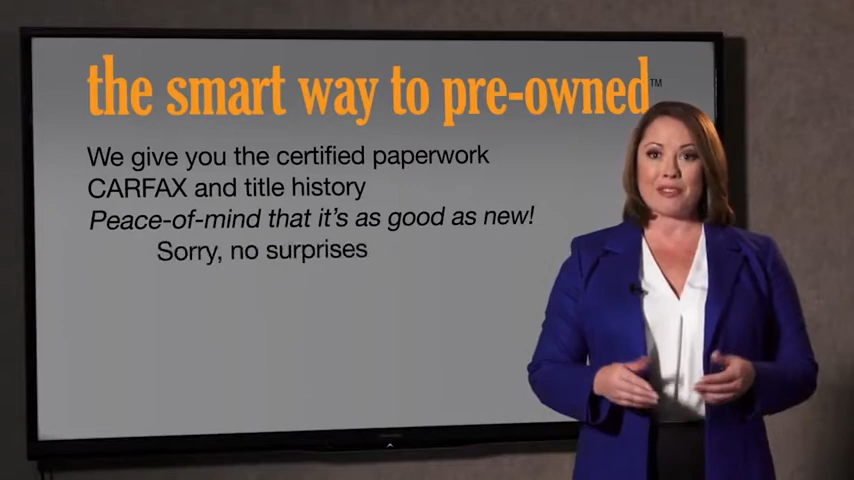 the smart way to pre-owned™
We give you the certified paperwork
CARFAX and title history
Peace-of-mind that it's as good as new!
Sorry, no surprises